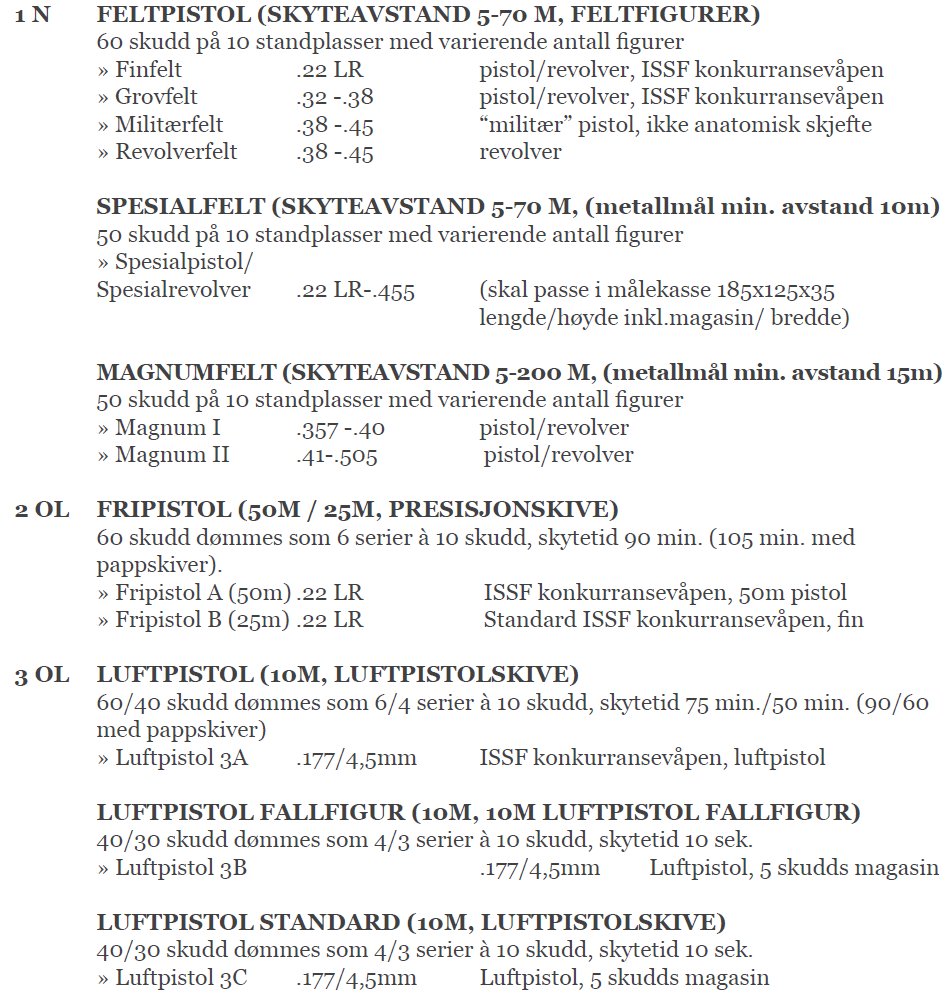 1 N FELTPISTOL (SKYTEAVSTAND 5-70 M, FELTFIGURER)
60 skudd på 10 standplasser med varierende antall figurer
» Finfelt .22 LR pistol/revolver, ISSF konkurransevåpen
» Grovfelt .32 -.38 pistol/revolver, ISSF konkurransevåpen
» Militærfelt .38 -.45 “militær” pistol, ikke anatomisk skjefte
» Revolverfelt .38 -.45 revolver
SPESIALFELT (SKYTEAVSTAND 5-70 M, (metallmål min. avstand 10m)
50 skudd på 10 standplasser med varierende antall figurer
» Spesialpistol/
Spesialrevolver .22 LR-.455 (skal passe i målekasse 185x125x35
lengde/høyde inkl.magasin/ bredde)
MAGNUMFELT (SKYTEAVSTAND 5-200 M, (metallmål min. avstand 15m)
50 skudd på 10 standplasser med varierende antall figurer
» Magnum I .357 -.40 pistol/revolver
» Magnum II .41-.505 pistol/revolver
2 OL FRIPISTOL (50M / 25M, PRESISJONSKIVE)
60 skudd dømmes som 6 serier à 10 skudd, skytetid 90 min. (105 min. med
pappskiver).
» Fripistol A (50m) .22 LR ISSF konkurransevåpen, 50m pistol
» Fripistol B (25m) .22 LR Standard ISSF konkurransevåpen, fin
3 OL LUFTPISTOL (10M, LUFTPISTOLSKIVE)
60/40 skudd dømmes som 6/4 serier à 10 skudd, skytetid 75 min./50 min. (90/60
med pappskiver)
» Luftpistol 3A .177/4,5mm ISSF konkurransevåpen, luftpistol
LUFTPISTOL FALLFIGUR (10M, 10M LUFTPISTOL FALLFIGUR)
40/30 skudd dømmes som 4/3 serier à 10 skudd, skytetid 10 sek.
» Luftpistol 3B .177/4,5mm Luftpistol, 5 skudds magasin
LUFTPISTOL STANDARD (10M, LUFTPISTOLSKIVE)
40/30 skudd dømmes som 4/3 serier à 10 skudd, skytetid 10 sek.
» Luftpistol 3C .177/4,5mm Luftpistol, 5 skudds magasin